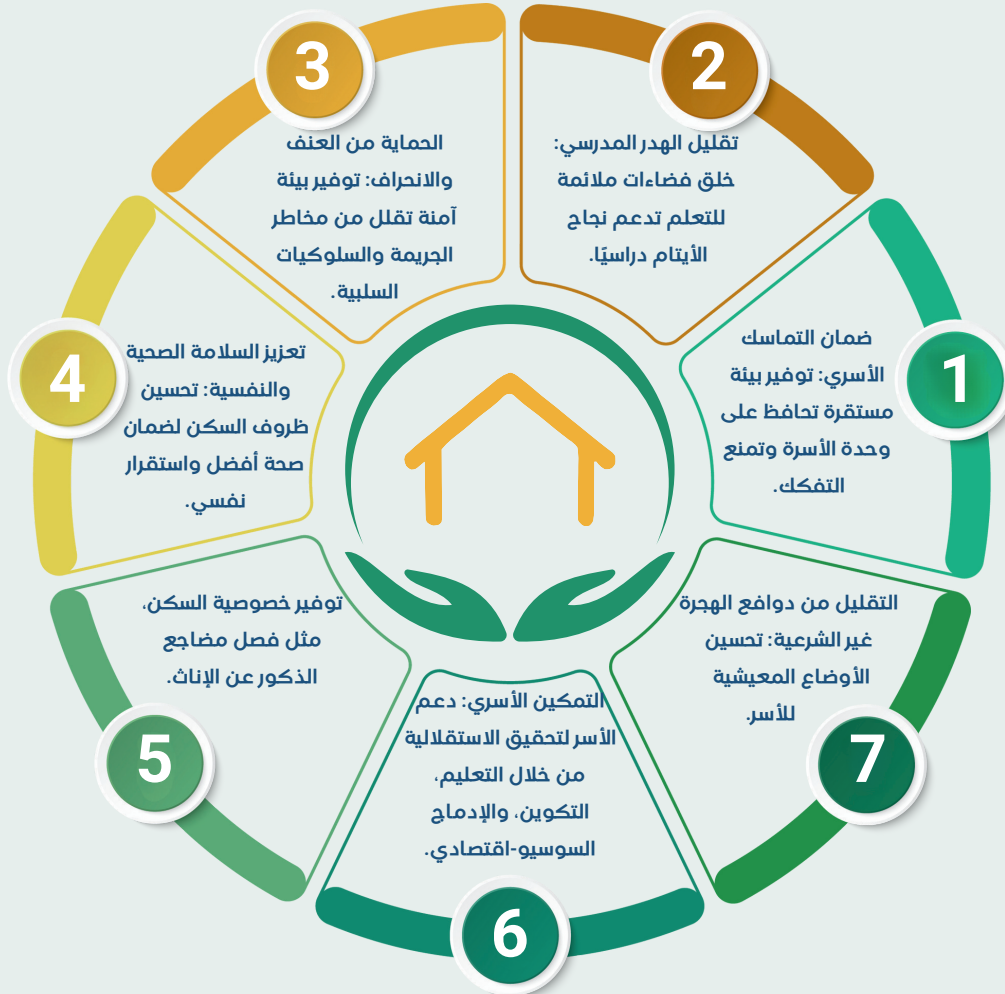 1
ضمان التماسك
الأسري: توفير بيئة
مستقرة تحافظ على
وحدة الأسرة وتمنع
التفكك.
2
تقليل الهدر المدرسي:
خلق فضاءات ملائمة
للتعلم تدعم نجاح
الأيتام دراسيًا.
3
الحماية من العنف
والانحراف: توفير بيئة
آمنة تقلل من مخاطر
الجريمة والسلوكيات
السلبية.
4
تعزيز السلامة الصحية
والنفسية: تحسين
ظروف السكن لضمان
صحة أفضل واستقرار
نفسي.
5
توفير خصوصية السكن،
مثل فصل مضاجع
الذكور عن الإناث.
6
التمكين الأسري: دعم
الأسر لتحقيق الاستقلالية
من خلال التعليم،
التكوين، والإدماج
السوسيو-اقتصادي.
7
التقليل من دوافع الهجرة
غير الشرعية: تحسين
الأوضاع المعيشية
للأسر.